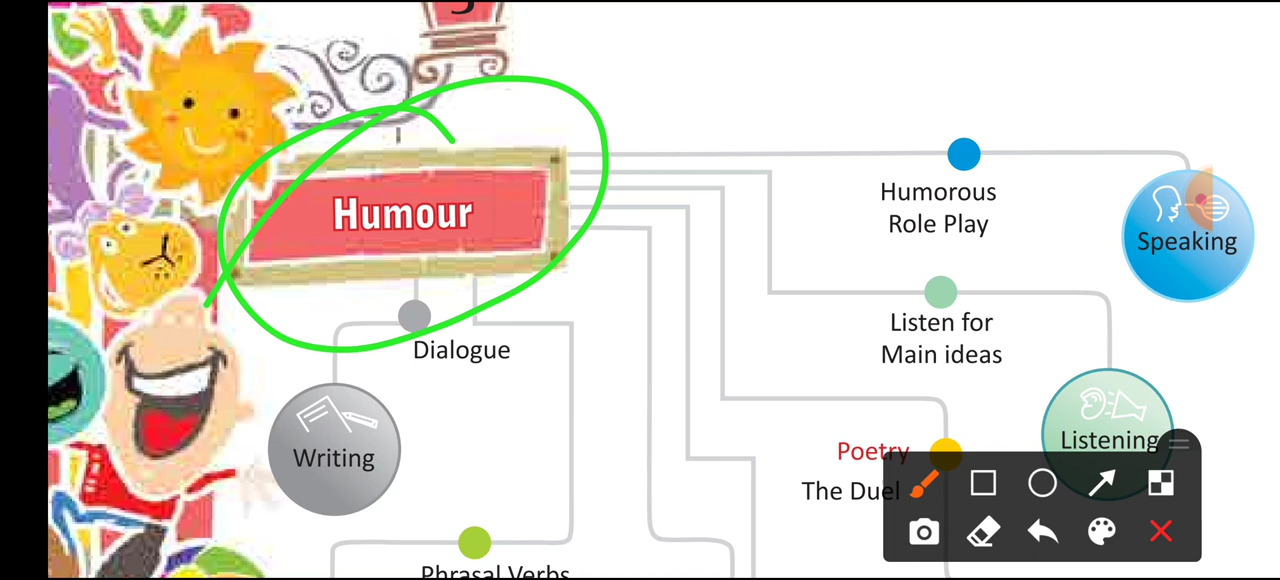 Humour
Humorous
Role Play
Speaking
Listen for
Main ideas
Dialogue
Writing
Listening
Poetry
The Duel
Phrasal Verbs